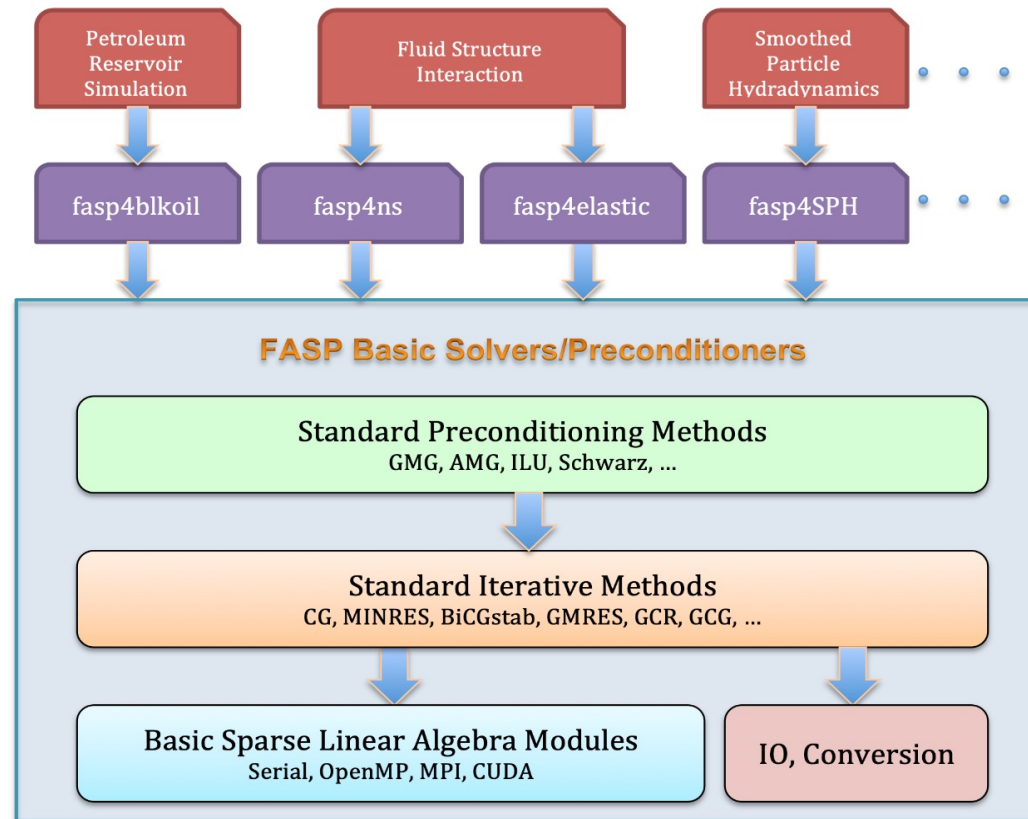 Petroleum
Reservoir
Simulation
Fluid Structure
Interaction
Smoothed
Particle
Hydradynamics
fasp4blkoil
fasp4ns
fasp4elastic
fasp4SPH
FASP Basic Solvers/Preconditioners
Standard Preconditioning Methods
GMG, AMG, ILU, Schwarz, ...
Standard Iterative Methods
CG, MINRES, BiCGstab, GMRES, GCR, GCG, ...
Basic Sparse Linear Algebra Modules
Serial, OpenMP, MPI, CUDA
IO, Conversion